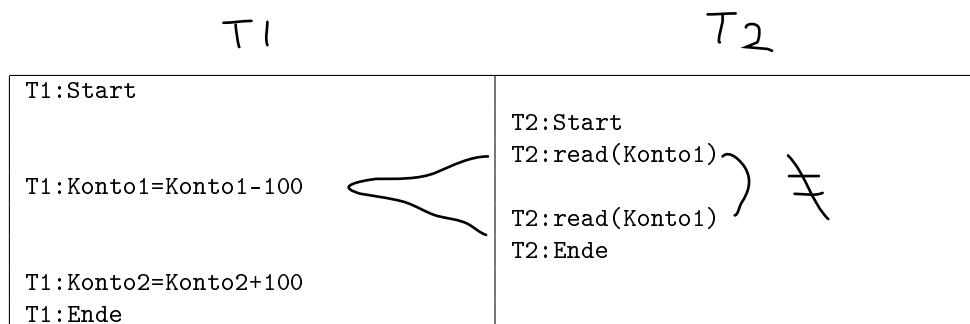 T1 T2
T1:Start
T2:Start
T2:read(Konto1)
T1:Konto1=Konto1-100
≠
T2:read(Konto1)
T2:Ende
T1:Konto2=Konto2+100
T1:Ende